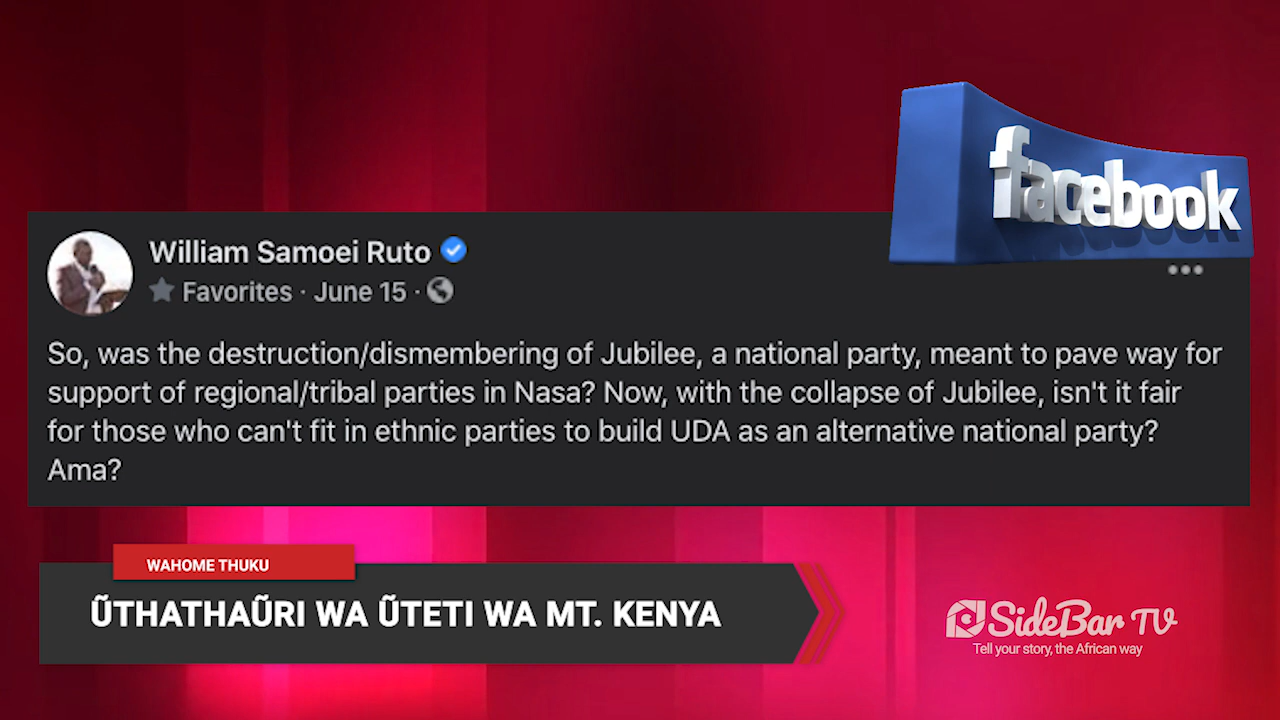 facebook
William Samoei Ruto
Favorites · June 15 ·
So, was the destruction/dismembering of Jubilee, a national party, meant to pave way for
support of regional/tribal parties in Nasa? Now, with the collapse of Jubilee, isn't it fair
for those who can't fit in ethnic parties to build UDA as an alternative national party?
Ama?
WAHOME THUKU
ŨTHATHAŨRI WA ŨTETI WA MT. KENYA
SideBar TV
Tell your story, the African way